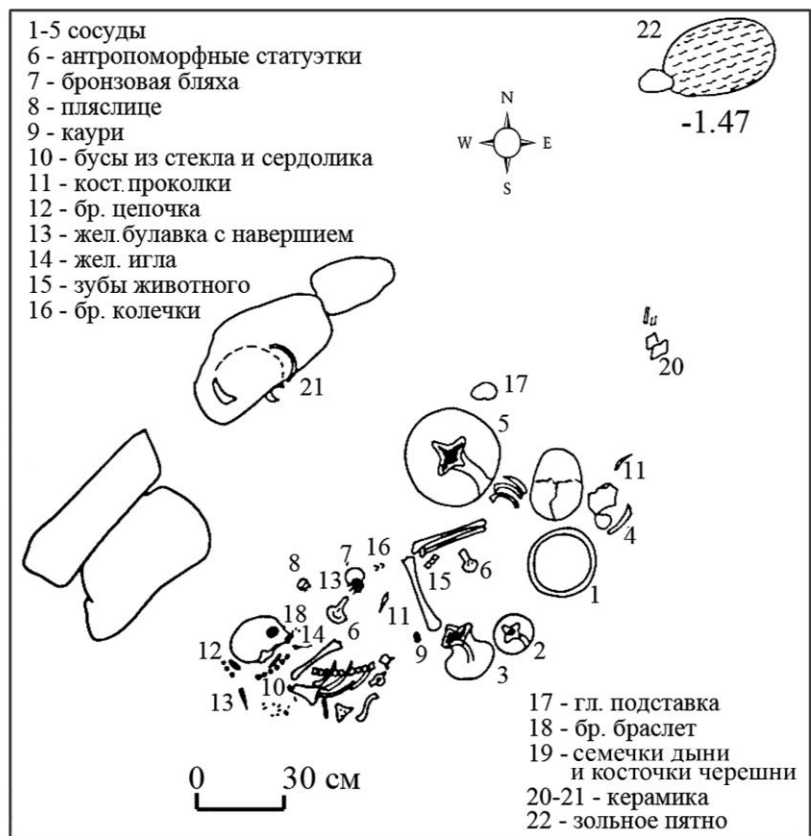 1-5 сосуды
6 - антропоморфные статуэтки
7 - бронзовая бляха
8 - пляслице
9 - каури
10 - бусы из стекла и сердолика
11 - кост. проколки
12 - бр. цепочка
13 - жел. булавка с навершием
14 - жел. игла
15 - зубы животного
16 - бр. колечки
22
-1.47
N
W E
S
20
21
17
5
11
4
7
16
8
13
15
6
1
18
6
11
14
12
9
2
3
10
13
0 30 см
17 - гл. подставка
18 - бр. браслет
19 - семечки дыни
и косточки черешни
20-21 - керамика
22 - зольное пятно